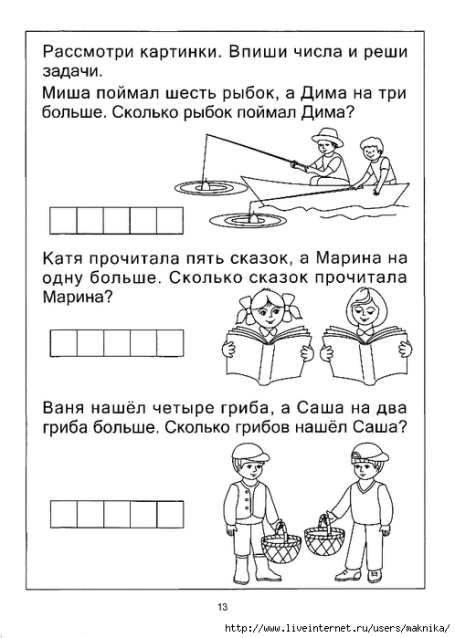 Рассмотри картинки. Впиши числа и реши
задачи.
Миша поймал шесть рыбок, а Дима на три
больше. Сколько рыбок поймал Дима?
Катя прочитала пять сказок, а Марина на
одну больше. Сколько сказок прочитала
Марина?
Ваня нашёл четыре гриба, а Саша на два
гриба больше. Сколько грибов нашёл Саша?
13
http://www.liveinternet.ru/users/maknika/